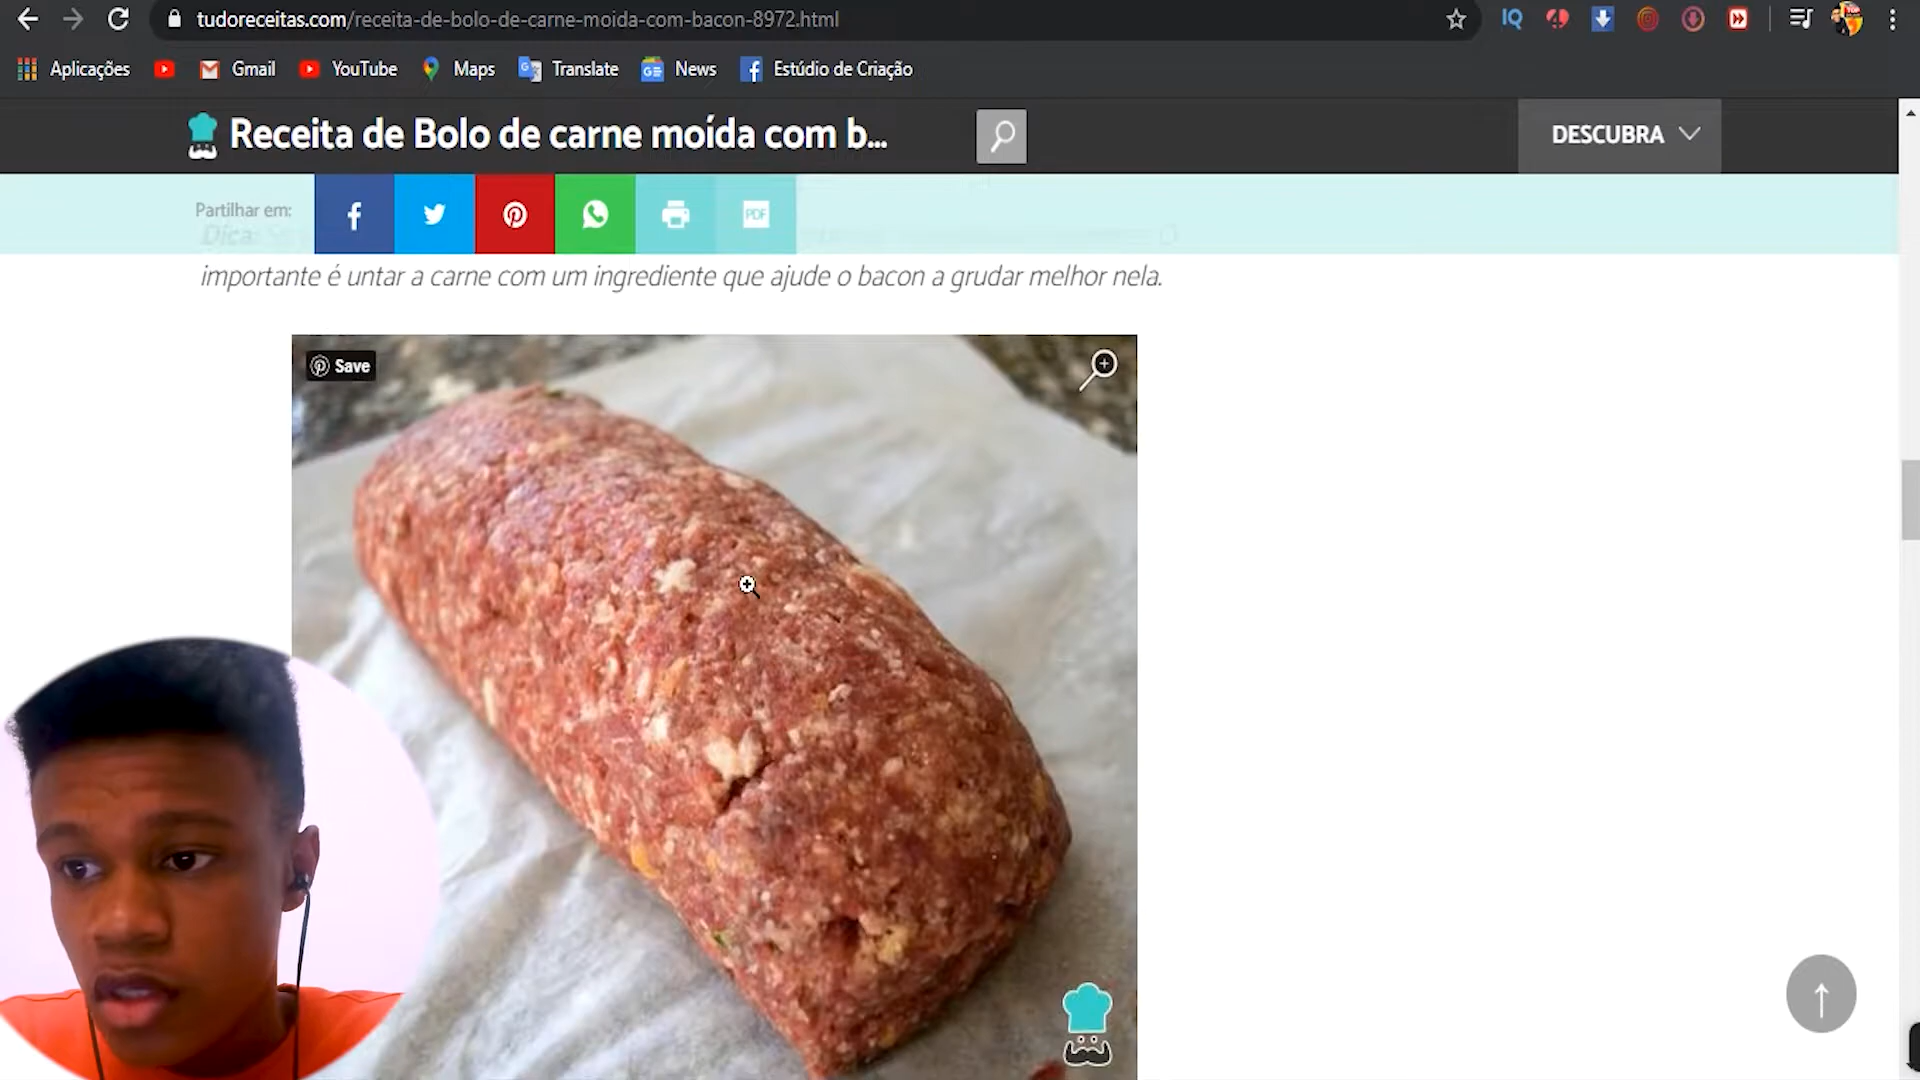 tudoreceitas.com/receita-de-bolo-de-carne-moida-com-bacon-8972.html
Aplicações
Gmail
YouTube
Maps
Translate
News
Estúdio de Criação
Receita de Bolo de carne moída com b...
DESCUBRA
Partilhar em:
PDF
Dica:
importante é untar a carne com um ingrediente que ajude o bacon a grudar melhor nela.
Save